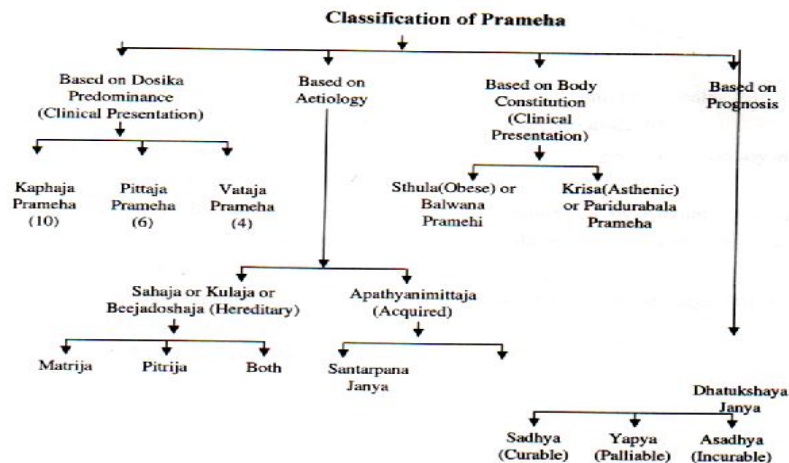 Classification of Prameha
Based on Dosika
Predominance
(Clinical Presentation)
Based on
Aetiology
Based on Body
Constitution
(Clinical
Presentation)
Based on
Prognosis
Kaphaja
Prameha
(10)
Pittaja
Prameha
(6)
Vataja
Prameha
(4)
Sthula(Obese) or
Balwana
Pramehi
Krisa(Asthenic)
or Paridurabala
Prameha
Sahaja or Kulaja or
Beejadoshaja (Hereditary)
Apathyanimittaja
(Acquired)
Matrija
Pitrija
Both
Santarpana
Janya
Dhatukshaya
Janya
Sadhya
(Curable)
Yapya
(Palliable)
Asadhya
(Incurable)